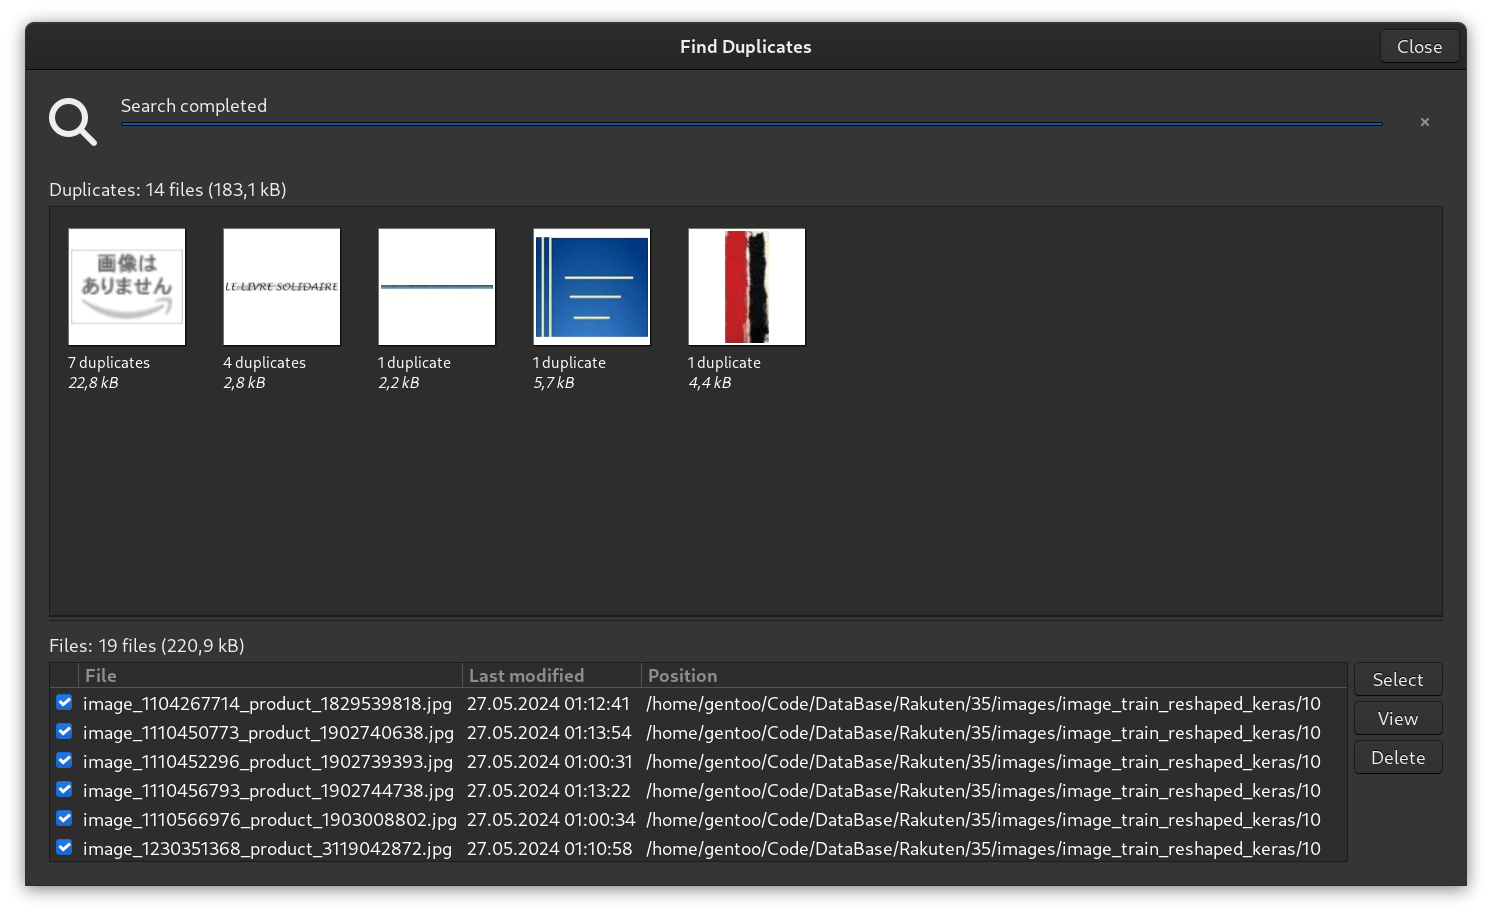 Find Duplicates
Close
Search completed
Duplicates: 14 files (183,1 kB)
画像は
ありません
LE LIVRE SOLIDAIRE
7 duplicates
22,8 kB
4 duplicates
2,8 kB
1 duplicate
2,2 kB
1 duplicate
5,7 kB
1 duplicate
4,4 kB
Files: 19 files (220,9 kB)
File Last modified Position
image_1104267714_product_1829539818.jpg 27.05.2024 01:12:41 /home/gentoo/Code/DataBase/Rakuten/35/images/image_train_reshaped_keras/10
image_1110450773_product_1902740638.jpg 27.05.2024 01:13:54 /home/gentoo/Code/DataBase/Rakuten/35/images/image_train_reshaped_keras/10
image_1110452296_product_1902739393.jpg 27.05.2024 01:00:31 /home/gentoo/Code/DataBase/Rakuten/35/images/image_train_reshaped_keras/10
image_1110456793_product_1902744738.jpg 27.05.2024 01:13:22 /home/gentoo/Code/DataBase/Rakuten/35/images/image_train_reshaped_keras/10
image_1110566976_product_1903008802.jpg 27.05.2024 01:00:34 /home/gentoo/Code/DataBase/Rakuten/35/images/image_train_reshaped_keras/10
image_1230351368_product_3119042872.jpg 27.05.2024 01:10:58 /home/gentoo/Code/DataBase/Rakuten/35/images/image_train_reshaped_keras/10
Select
View
Delete